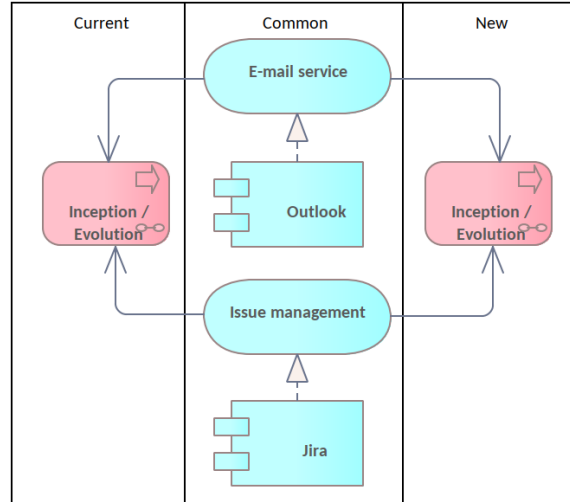 Current
Common
New
E-mail service
Inception /
Evolution
Outlook
Inception /
Evolution
Issue management
Jira